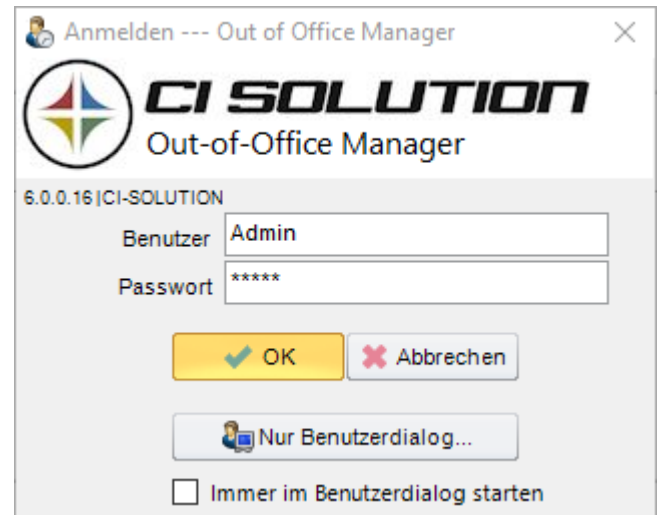 Anmelden --- Out of Office Manager
CI SOLUTION
Out-of-Office Manager
6.0.0.16|CI-SOLUTION
Benutzer Admin
Passwort *****
OK Abbrechen
Nur Benutzerdialog...
Immer im Benutzerdialog starten